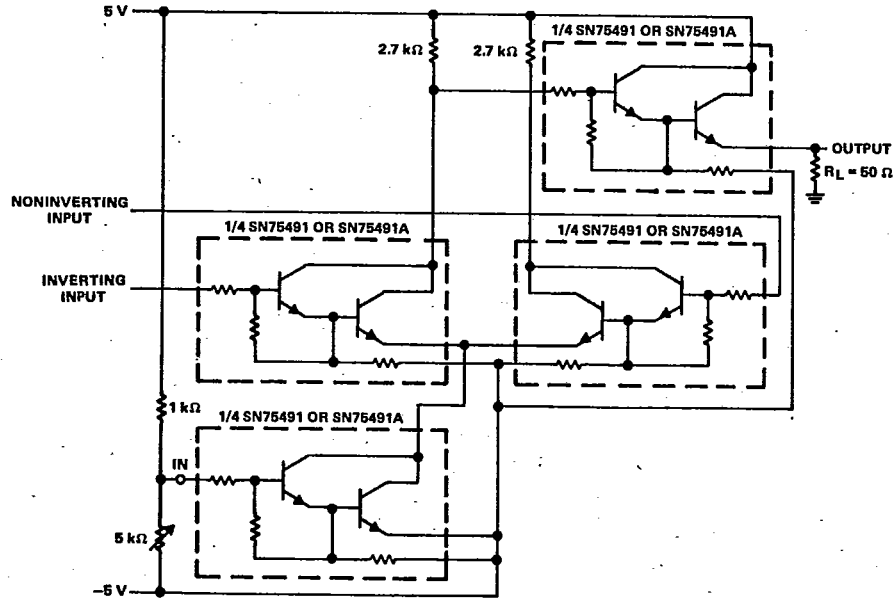 5 V
2.7 kΩ
2.7 kΩ
1/4 SN75491 OR SN75491A
OUTPUT
RL = 50 Ω
NONINVERTING
INPUT
1/4 SN75491 OR SN75491A
1/4 SN75491 OR SN75491A
INVERTING
INPUT
1 kΩ
1/4 SN75491 OR SN75491A
IN
5 kΩ
−5 V